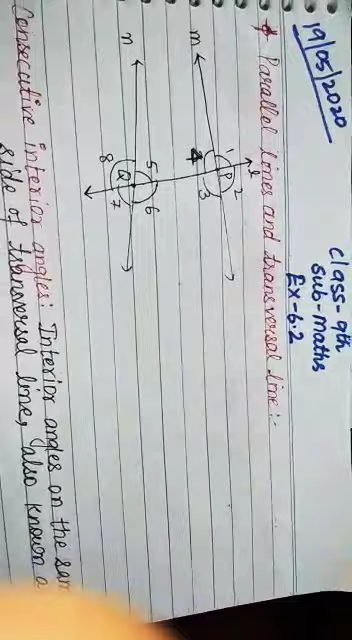 19/05/2020
Class-9th
Sub-maths
Ex-6.2
* Parallel lines and transversal line:-
l
m
1
2
P
4
3
n
5
6
Q
8
7
Consecutive interior angles: Interior angles on the sam
side of transversal line, also known a